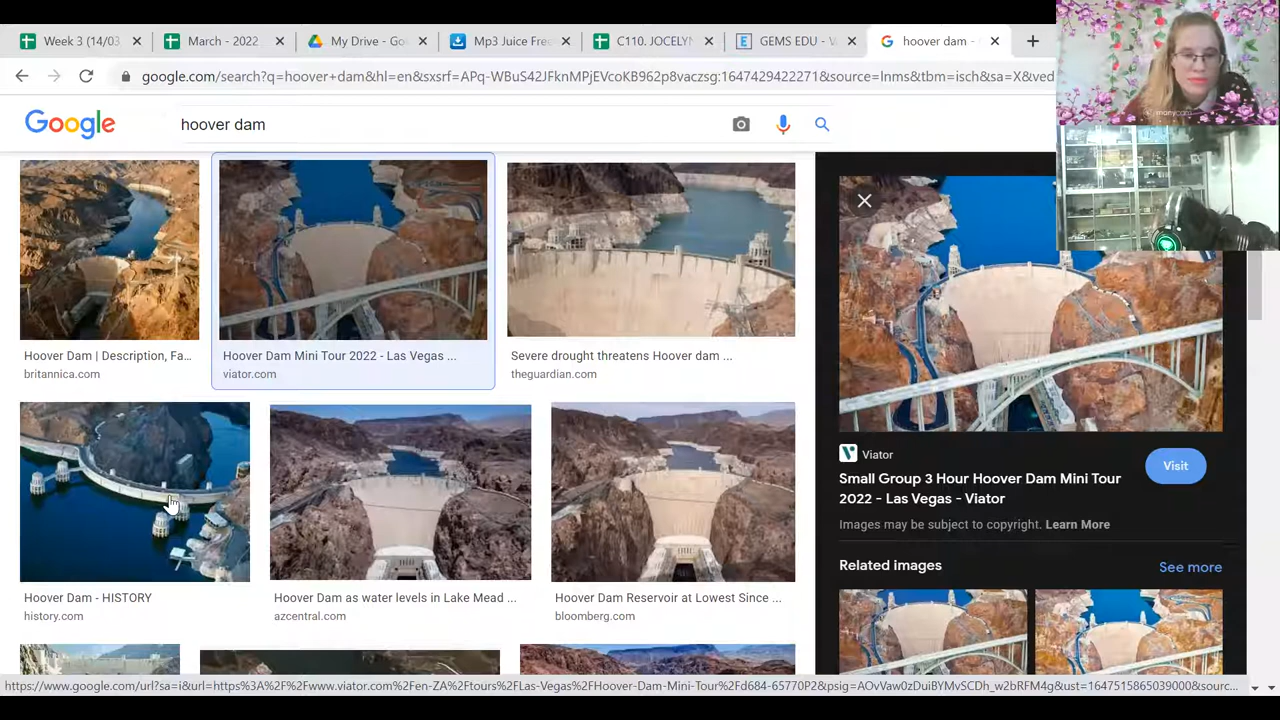 Week 3 (14/03
March - 2022
My Drive - Go
Mp3 Juice Free
C110. JOCELYN
GEMS EDU - V
hoover dam -
google.com/search?q=hoover+dam&hl=en&sxsrf=APq-WBuS42JFknMPjEVcoKB962p8vaczsg:1647429422271&source=lnms&tbm=isch&sa=X&ved
Google
hoover dam
Hoover Dam | Description, Fa...
britannica.com
Hoover Dam Mini Tour 2022 - Las Vegas ...
viator.com
Severe drought threatens Hoover dam ...
theguardian.com
Hoover Dam - HISTORY
history.com
Hoover Dam as water levels in Lake Mead ...
azcentral.com
Hoover Dam Reservoir at Lowest Since ...
bloomberg.com
Viator
Visit
Small Group 3 Hour Hoover Dam Mini Tour
2022 - Las Vegas - Viator
Images may be subject to copyright. Learn More
Related images
See more
https://www.google.com/url?sa=i&url=https%3A%2F%2Fwww.viator.com%2Fen-ZA%2Ftours%2FLas-Vegas%2FHoover-Dam-Mini-Tour%2Fd684-65770P2&psig=AOvVaw0zDuiBYMvSCDh_w2bRFM4g&ust=1647515865039000&sourc...
manycam